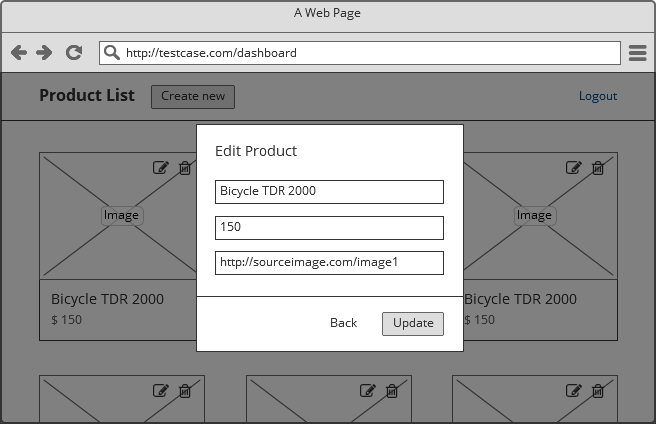 A Web Page
http://testcase.com/dashboard
Product List
Create new
Logout
Edit Product
Bicycle TDR 2000
150
http://sourceimage.com/image1
Back
Update
Image
Image
Bicycle TDR 2000
$ 150
Bicycle TDR 2000
$ 150